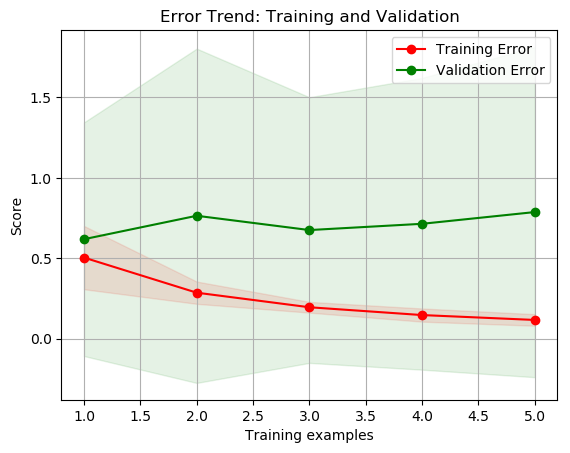 Error Trend: Training and Validation
Training Error
Validation Error
1.5
1.0
0.5
0.0
Score
1.0 1.5 2.0 2.5 3.0 3.5 4.0 4.5 5.0
Training examples